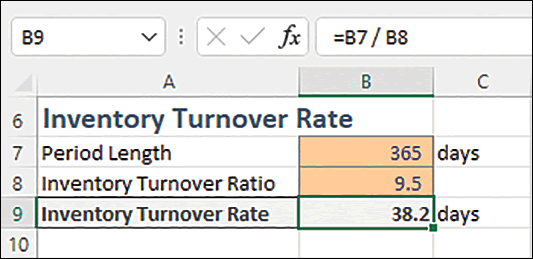 B9 fx =B7 / B8
A B C
6 Inventory Turnover Rate
7 Period Length 365 days
8 Inventory Turnover Ratio 9.5
9 Inventory Turnover Rate 38.2 days
10